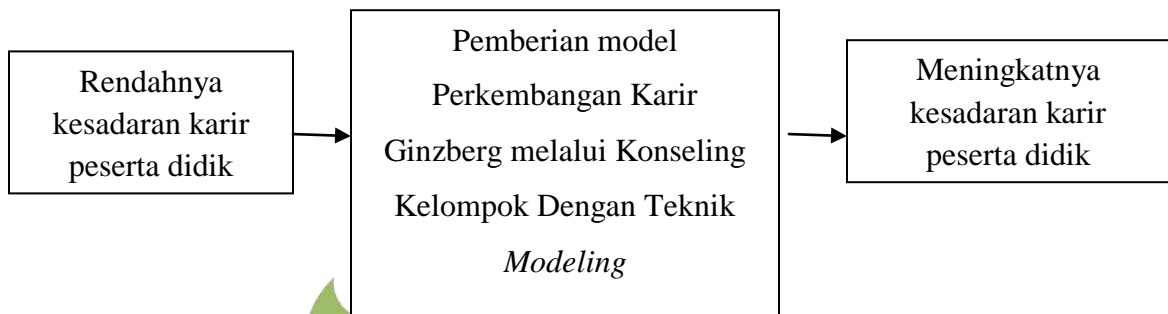 Rendahnya
kesadaran karir
peserta didik
Pemberian model
Perkembangan Karir
Ginzberg melalui Konseling
Kelompok Dengan Teknik
Modeling
Meningkatnya
kesadaran karir
peserta didik